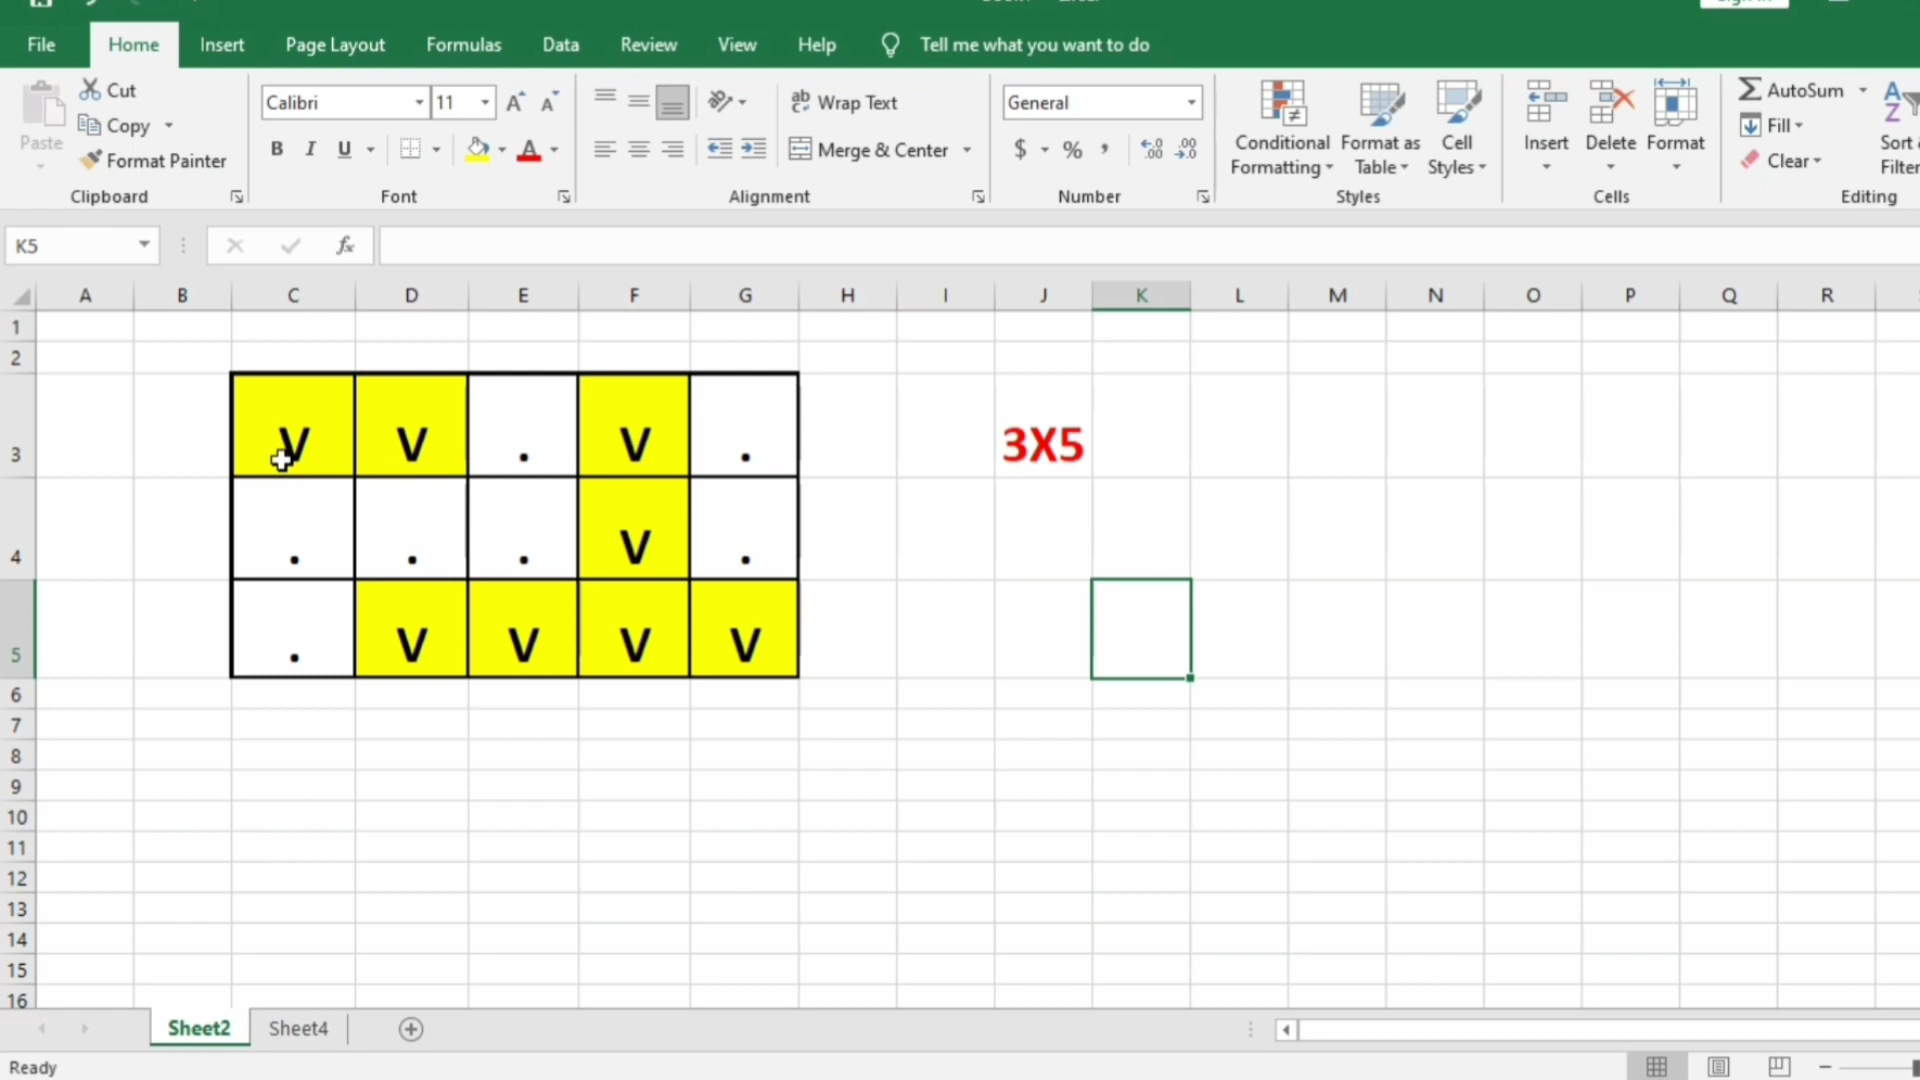 File Home Insert Page Layout Formulas Data Review View Help Tell me what you want to do
Paste
Cut
Copy
Format Painter
Clipboard
Calibri 11
B I U
Font
Wrap Text
Merge & Center
Alignment
General
$ % ,
Number
Conditional Formatting
Format as Table
Cell Styles
Styles
Insert Delete Format
Cells
AutoSum
Fill
Clear
Sort
Filter
Editing
K5 fx
A B C D E F G H I J K L M N O P Q R
1
2
3 V V . V . 3X5
4 . . . V .
5 . V V V V
6
7
8
9
10
11
12
13
14
15
16
Sheet2 Sheet4
Ready